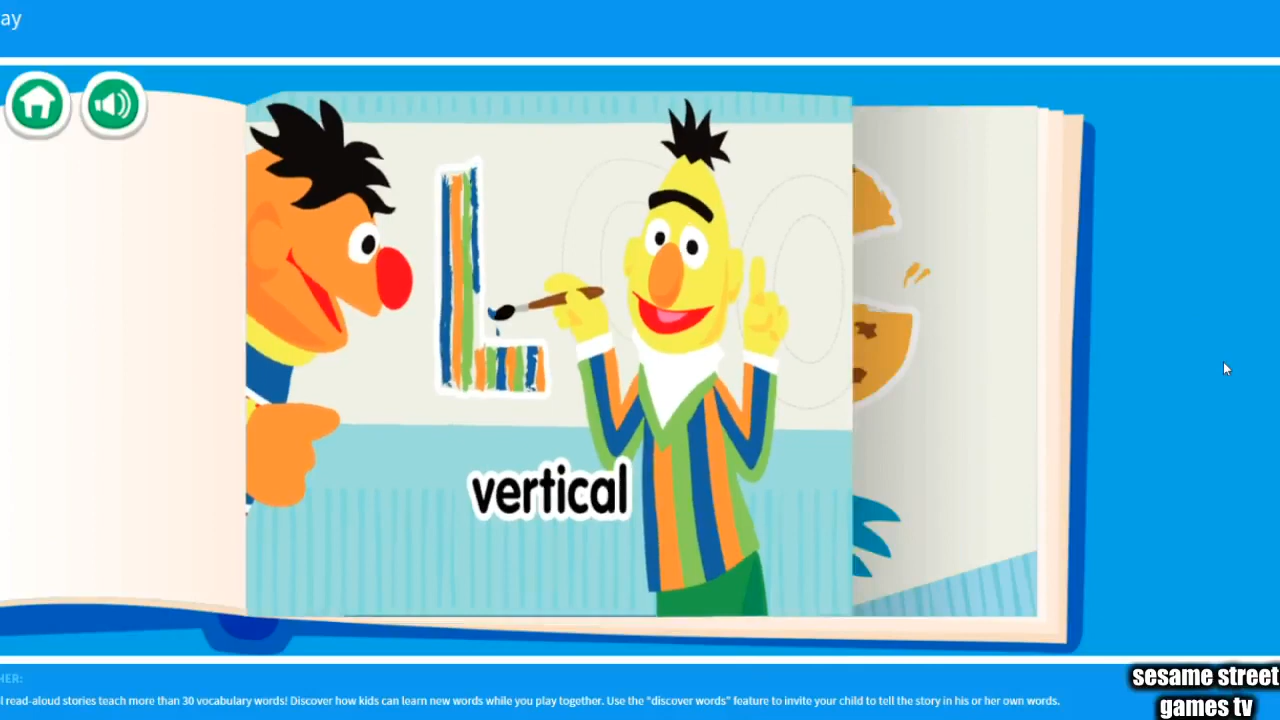 ay
L
vertical
HER:
l read-aloud stories teach more than 30 vocabulary words! Discover how kids can learn new words while you play together. Use the "discover words" feature to invite your child to tell the story in his or her own words.
sesame street
games tv